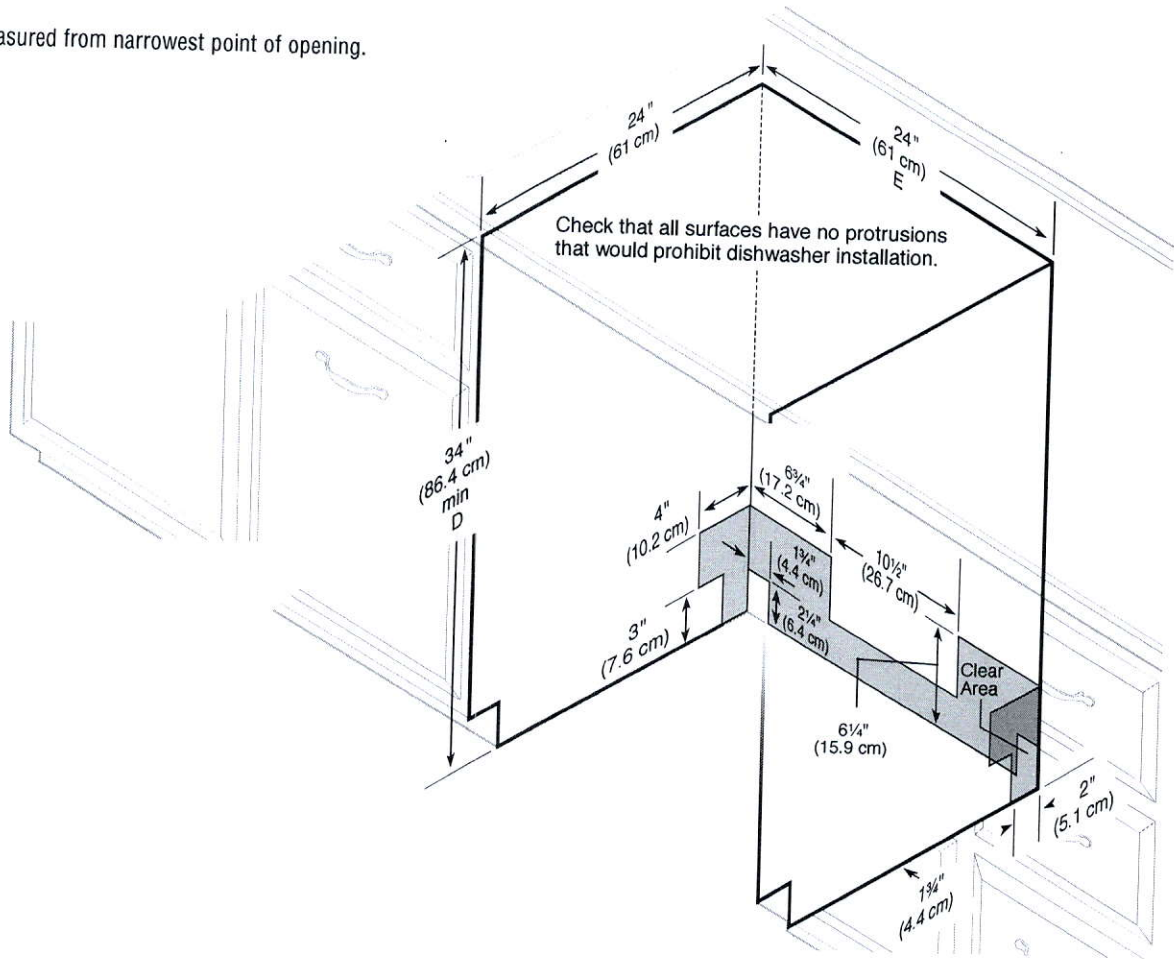 asured from narrowest point of opening.
24"
(61 cm)
24"
(61 cm)
E
Check that all surfaces have no protrusions
that would prohibit dishwasher installation.
34"
(86.4 cm)
min
D
4"
(10.2 cm)
6¾"
(17.2 cm)
1¾"
(4.4 cm)
10½"
(26.7 cm)
3"
(7.6 cm)
2¼"
(6.4 cm)
Clear
Area
6¼"
(15.9 cm)
2"
(5.1 cm)
1¾"
(4.4 cm)